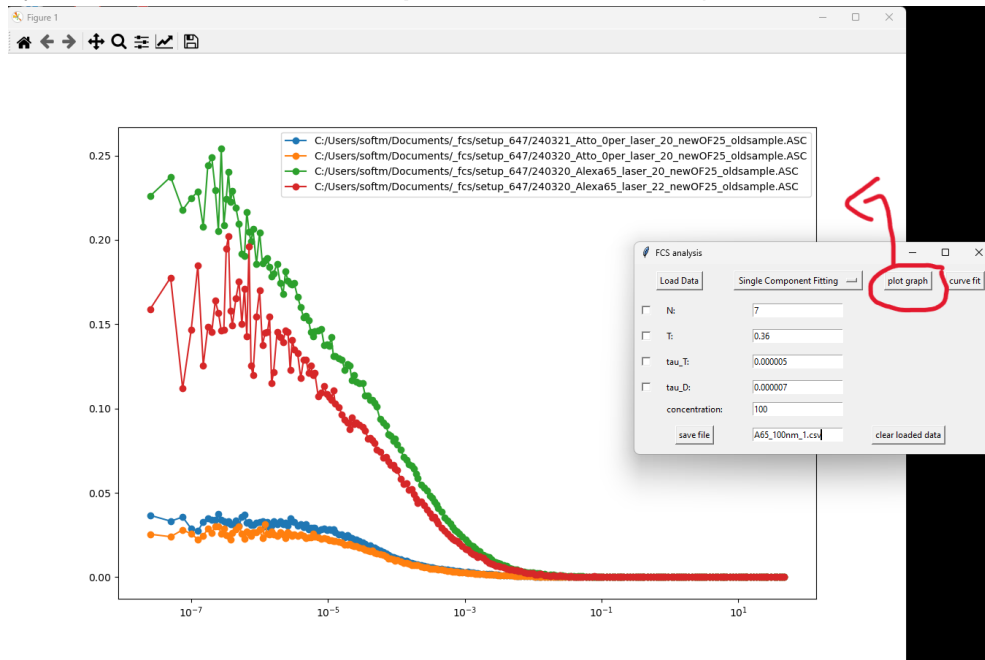 Figure 1
C:/Users/softm/Documents/_fcs/setup_647/240321_Atto_0per_laser_20_newOF25_oldsample.ASC
C:/Users/softm/Documents/_fcs/setup_647/240320_Atto_0per_laser_20_newOF25_oldsample.ASC
C:/Users/softm/Documents/_fcs/setup_647/240320_Alexa65_laser_20_newOF25_oldsample.ASC
C:/Users/softm/Documents/_fcs/setup_647/240320_Alexa65_laser_22_newOF25_oldsample.ASC
0.25
0.20
0.15
0.10
0.05
0.00
10⁻⁷ 10⁻⁵ 10⁻³ 10⁻¹ 10¹
FCS analysis
Load Data Single Component Fitting plot graph curve fit
N: 7
T: 0.36
tau_T: 0.000005
tau_D: 0.000007
concentration: 100
save file A65_100nm_1.csv clear loaded data